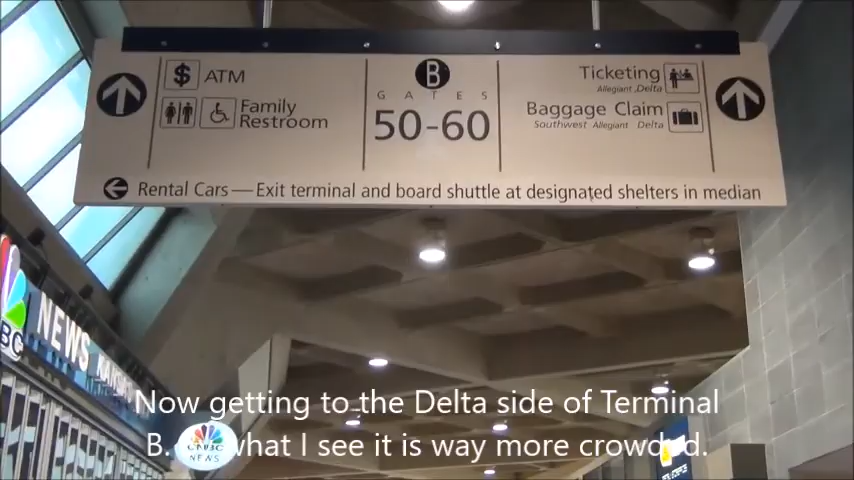 $ ATM
Family
Restroom
B
GATES
50-60
Ticketing
Allegiant Delta
Baggage Claim
Southwest Allegiant Delta
Rental Cars — Exit terminal and board shuttle at designated shelters in median
NEWS
CNBC
NEWS
Now getting to the Delta side of Terminal
B. what I see it is way more crowded.